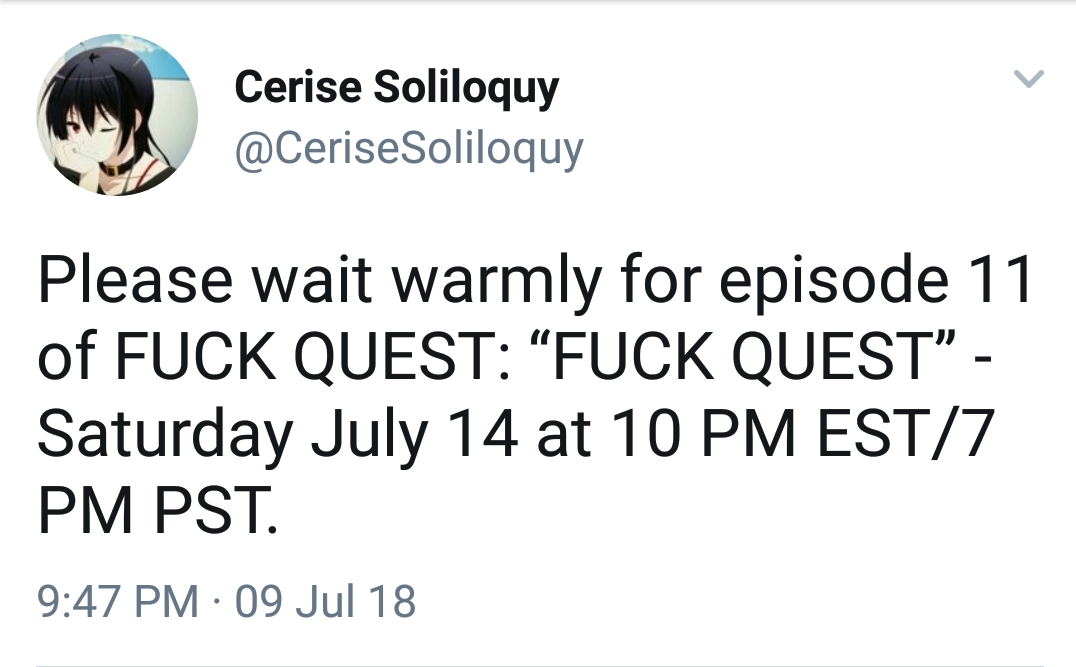 Cerise Soliloquy
@CeriseSoliloquy
Please wait warmly for episode 11
of FUCK QUEST: “FUCK QUEST” -
Saturday July 14 at 10 PM EST/7
PM PST.
9:47 PM · 09 Jul 18